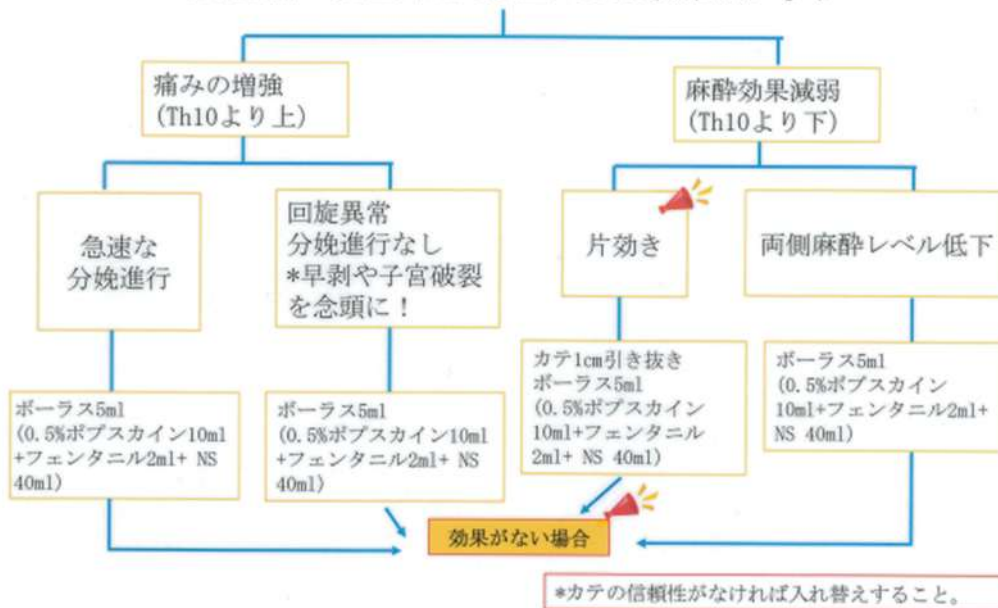 痛みの増強
(Th10より上)
麻酔効果減弱
(Th10より下)
急速な
分娩進行
回旋異常
分娩進行なし
*早剥や子宮破裂
を念頭に！
片効き
両側麻酔レベル低下
ボーラス5ml
(0.5%ポプスカイン10ml
+フェンタニル2ml+ NS
40ml)
ボーラス5ml
(0.5%ポプスカイン10ml
+フェンタニル2ml+ NS
40ml)
カテ1cm引き抜き
ボーラス5ml
(0.5%ポプスカイン
10ml+フェンタニル
2ml+ NS 40ml)
ボーラス5ml
(0.5%ポプスカイン
10ml+フェンタニル2ml+
NS 40ml)
効果がない場合
*カテの信頼性がなければ入れ替えすること。